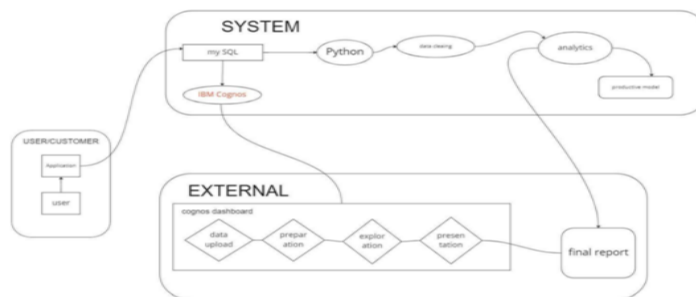 SYSTEM
my SQL
Python
data clearing
analytics
IBM Cognos
productive model
USER/CUSTOMER
Application
user
EXTERNAL
cognos dashboard
data
upload
prepar
ation
explor
ation
presen
tation
final report